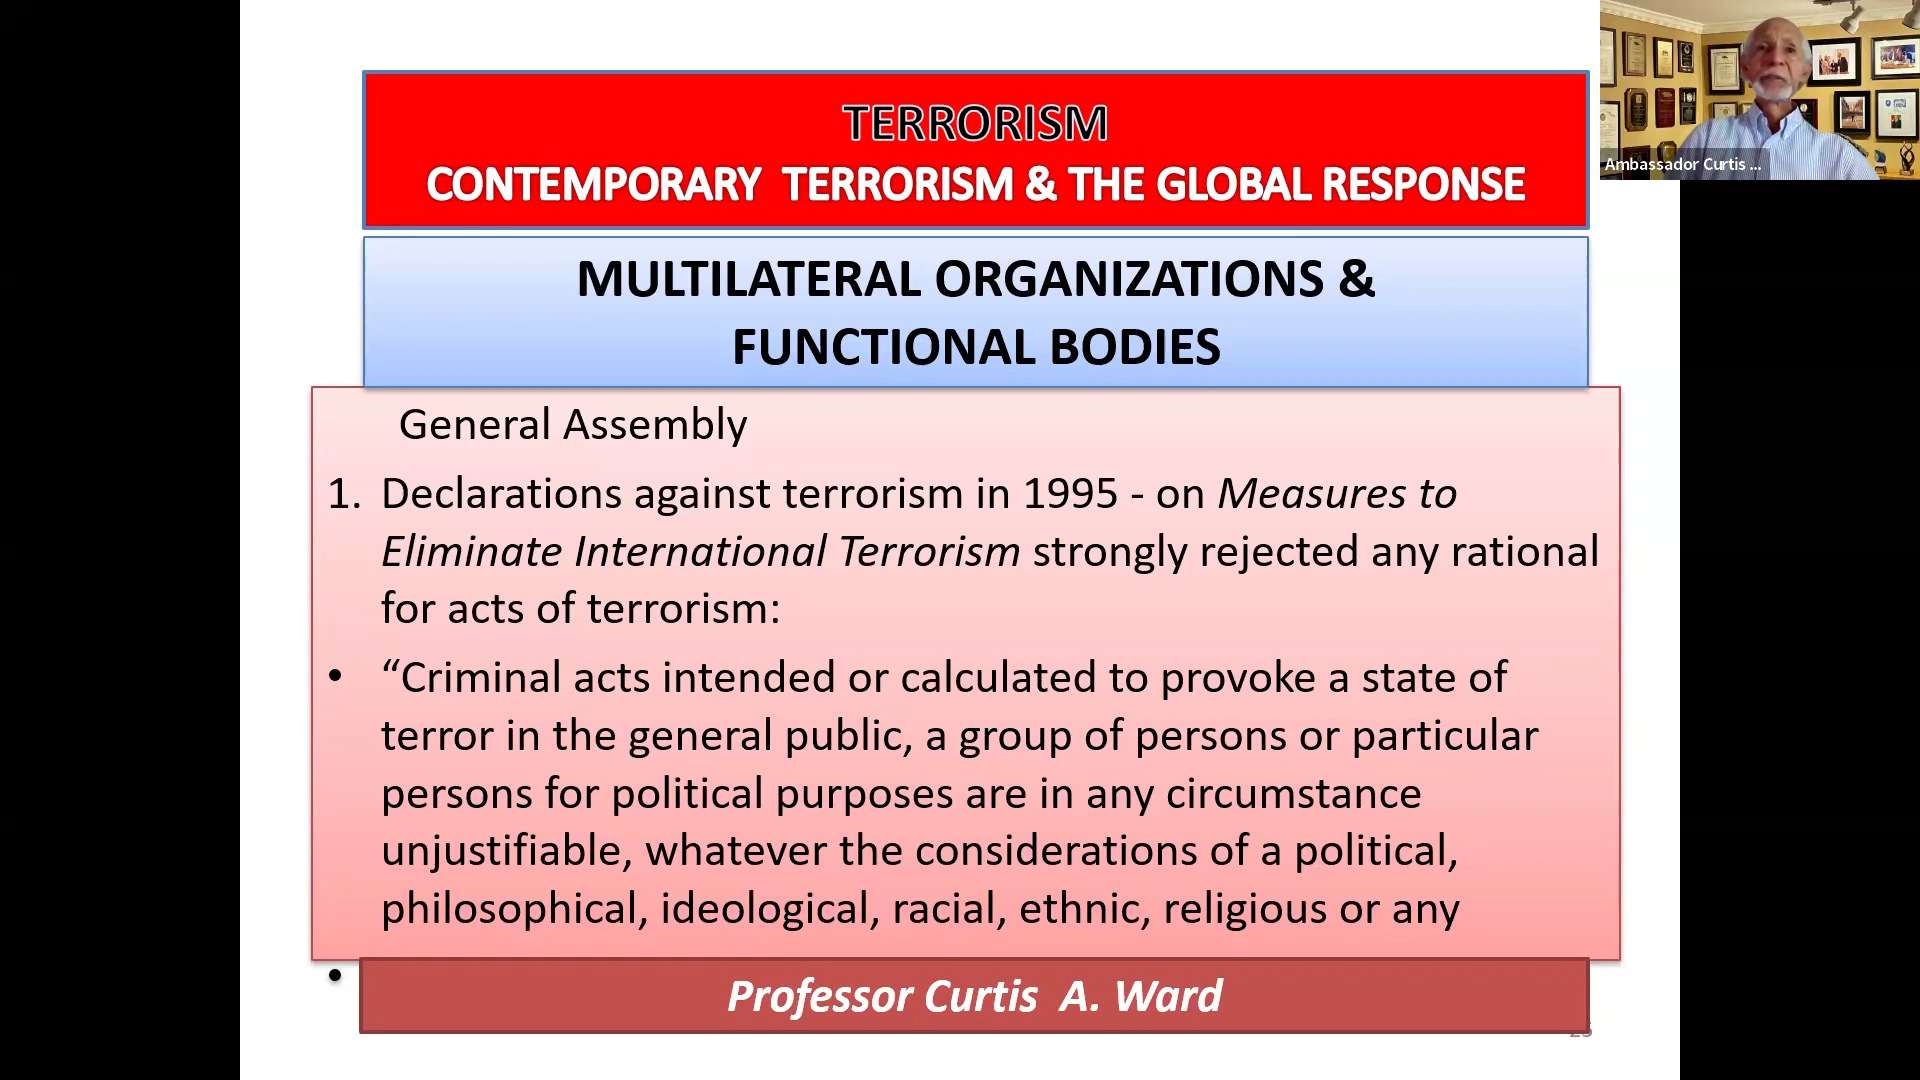 TERRORISM
CONTEMPORARY TERRORISM & THE GLOBAL RESPONSE
Ambassador Curtis ...
MULTILATERAL ORGANIZATIONS &
FUNCTIONAL BODIES
General Assembly
1. Declarations against terrorism in 1995 - on Measures to
Eliminate International Terrorism strongly rejected any rational
for acts of terrorism:
• “Criminal acts intended or calculated to provoke a state of
terror in the general public, a group of persons or particular
persons for political purposes are in any circumstance
unjustifiable, whatever the considerations of a political,
philosophical, ideological, racial, ethnic, religious or any
•
Professor Curtis A. Ward